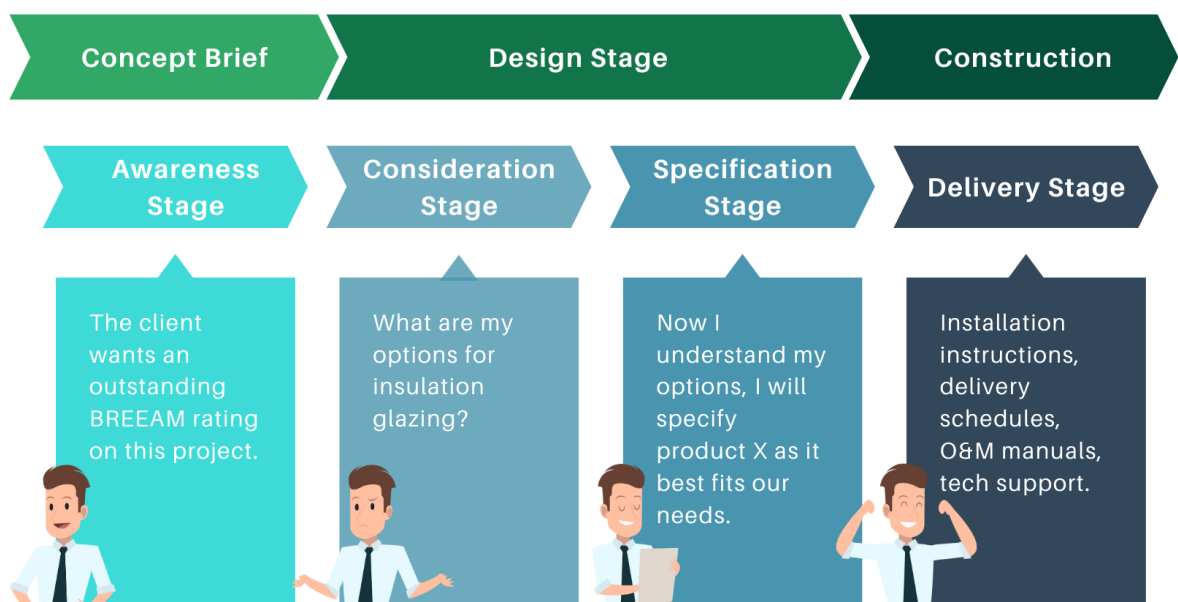 Concept Brief
Design Stage
Construction
Awareness
Stage
Consideration
Stage
Specification
Stage
Delivery Stage
The client
wants an
outstanding
BREEAM rating
on this project.
What are my
options for
insulation
glazing?
Now I
understand my
options, I will
specify
product X as it
best fits our
needs.
Installation
instructions,
delivery
schedules,
O&M manuals,
tech support.